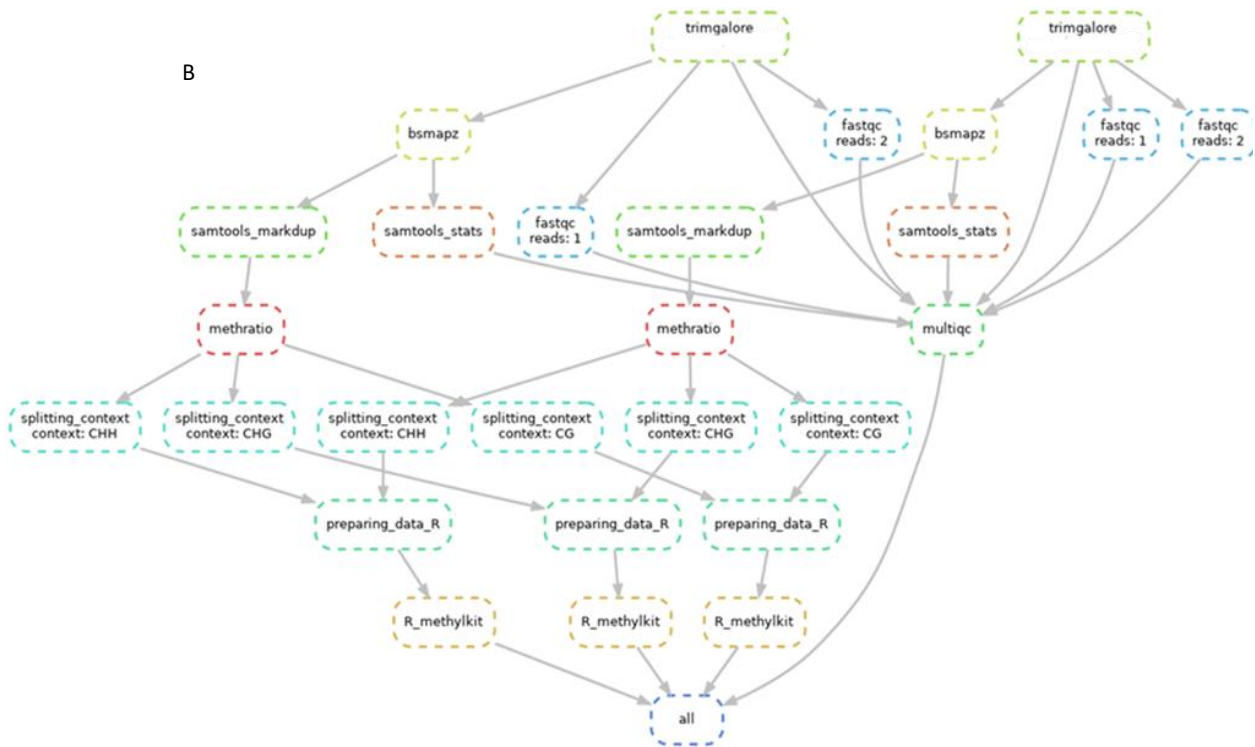 trimgalore
trimgalore
B
bsmapz
fastqc
reads: 2
bsmapz
fastqc
reads: 1
fastqc
reads: 2
samtools_markdup
samtools_stats
fastqc
reads: 1
samtools_markdup
samtools_stats
methratio
methratio
multiqc
splitting_context
context: CHH
splitting_context
context: CHG
splitting_context
context: CHH
splitting_context
context: CG
splitting_context
context: CHG
splitting_context
context: CG
preparing_data_R
preparing_data_R
preparing_data_R
R_methylkit
R_methylkit
R_methylkit
all